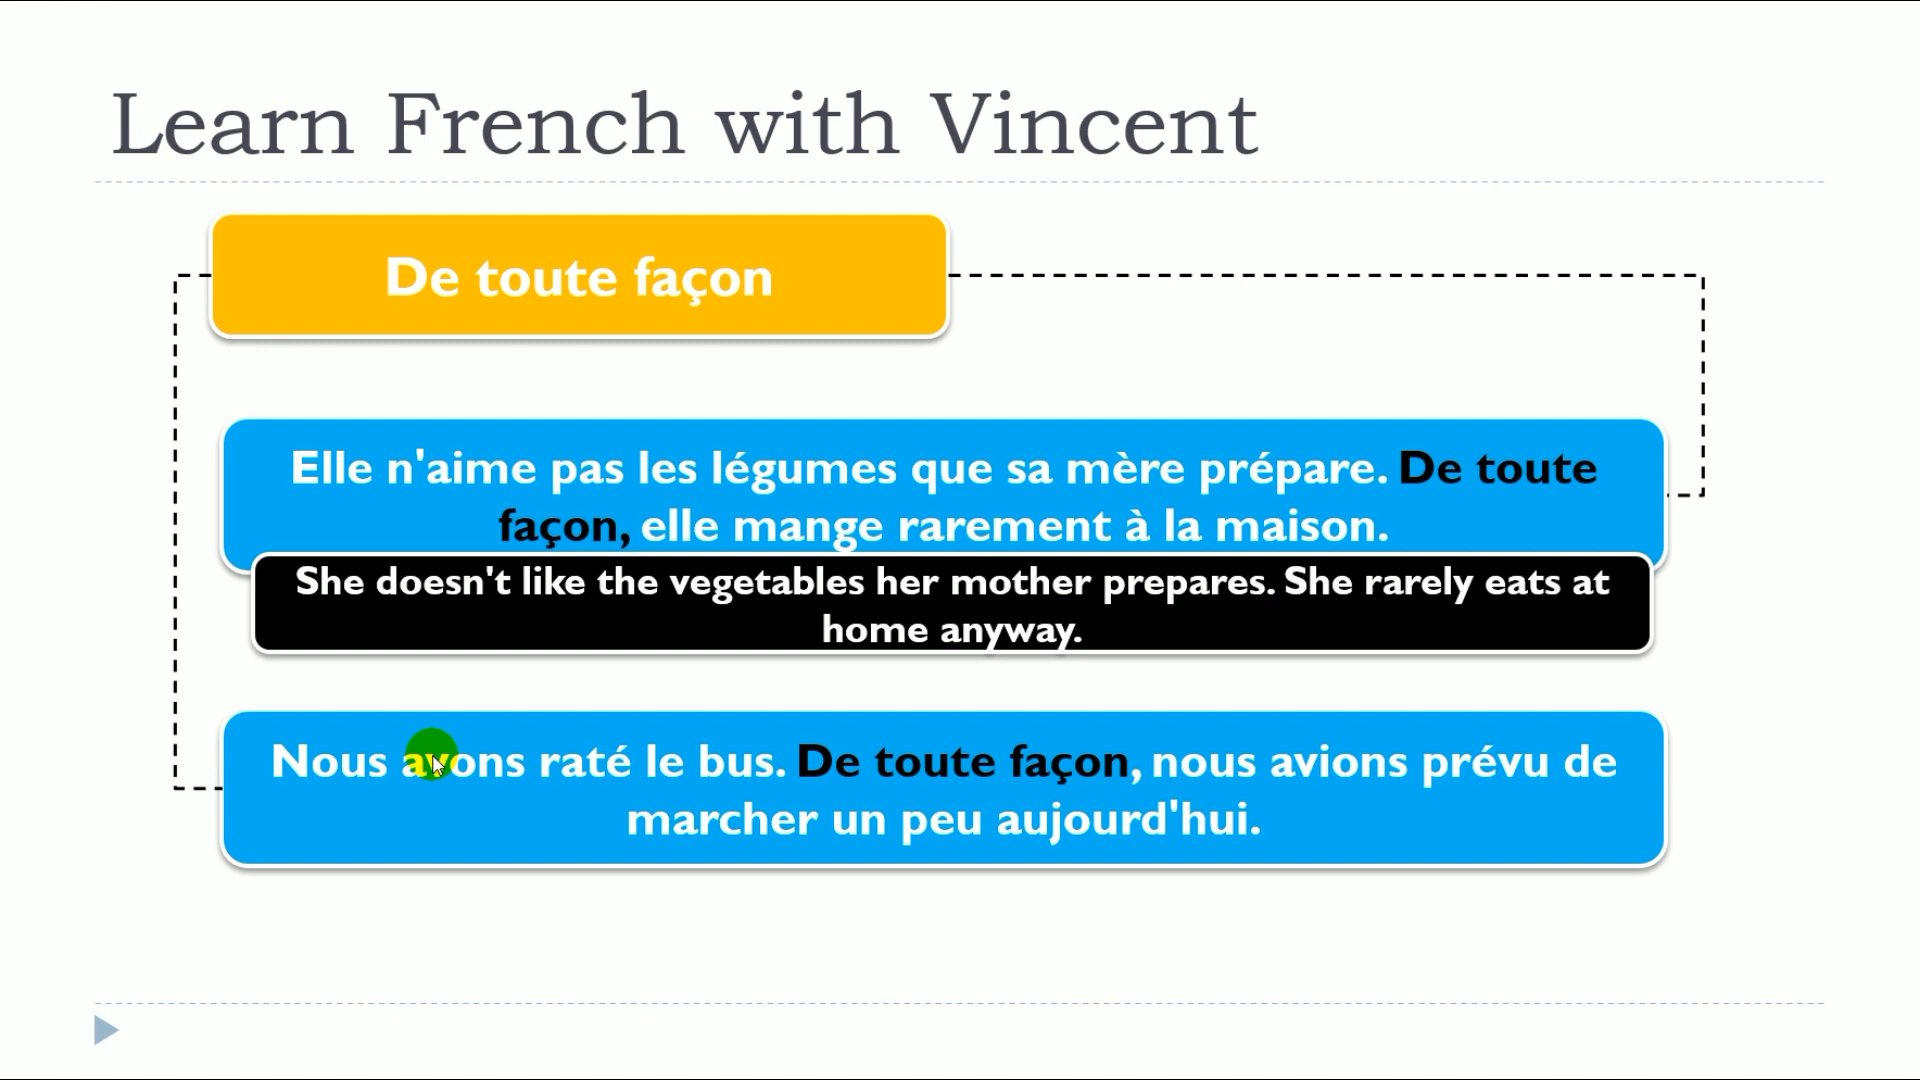 Learn French with Vincent
De toute façon
Elle n'aime pas les légumes que sa mère prépare. De toute
façon, elle mange rarement à la maison.
She doesn't like the vegetables her mother prepares. She rarely eats at
home anyway.
Nous avons raté le bus. De toute façon, nous avions prévu de
marcher un peu aujourd'hui.